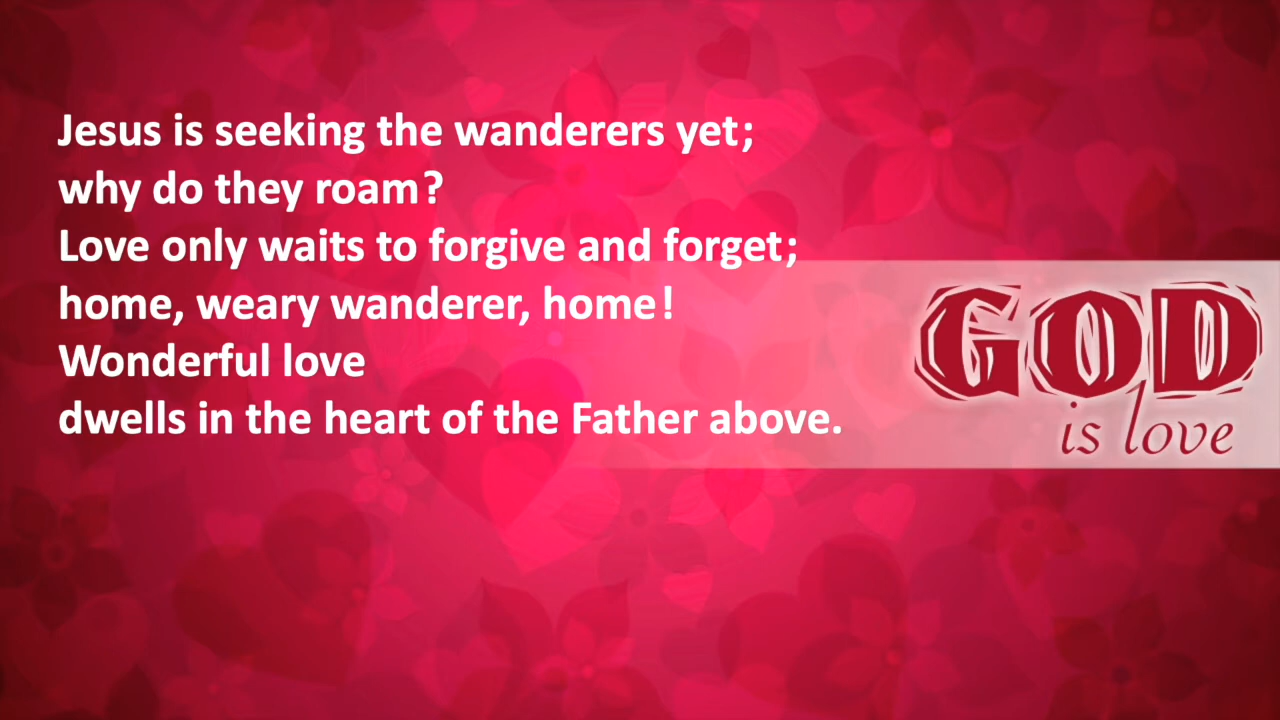 Jesus is seeking the wanderers yet;
why do they roam?
Love only waits to forgive and forget;
home, weary wanderer, home!
Wonderful love
dwells in the heart of the Father above.
GOD
is love